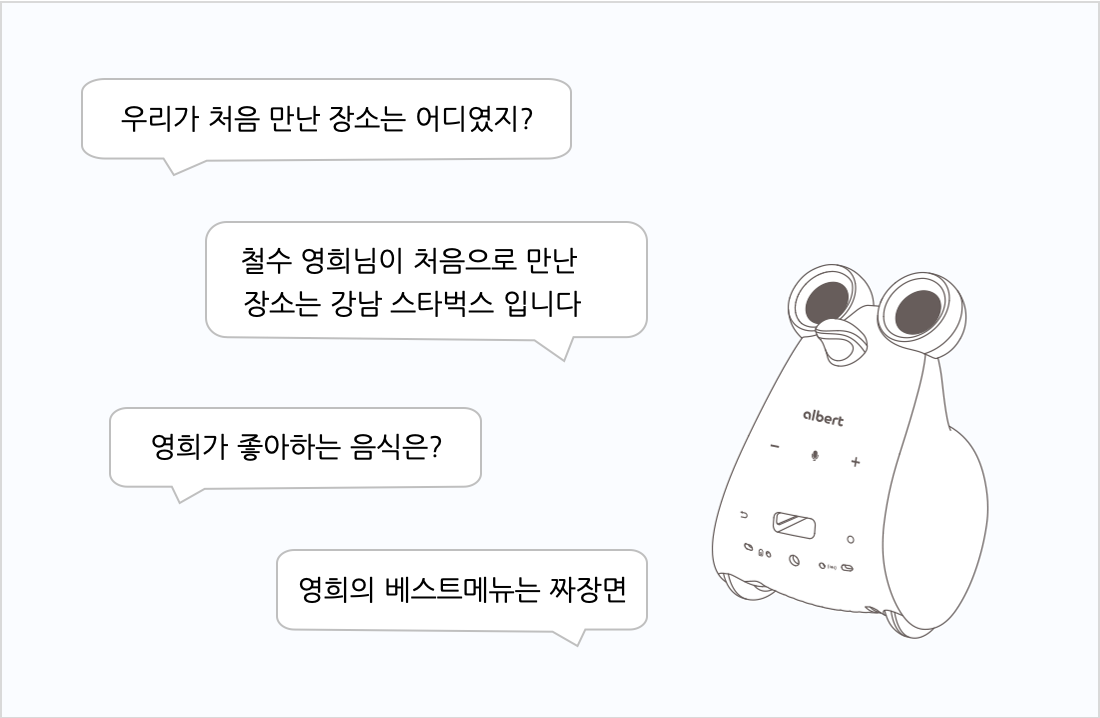 우리가 처음 만난 장소는 어디였지?
철수 영희님이 처음으로 만난
장소는 강남 스타벅스 입니다
영희가 좋아하는 음식은?
영희의 베스트메뉴는 짜장면
albert